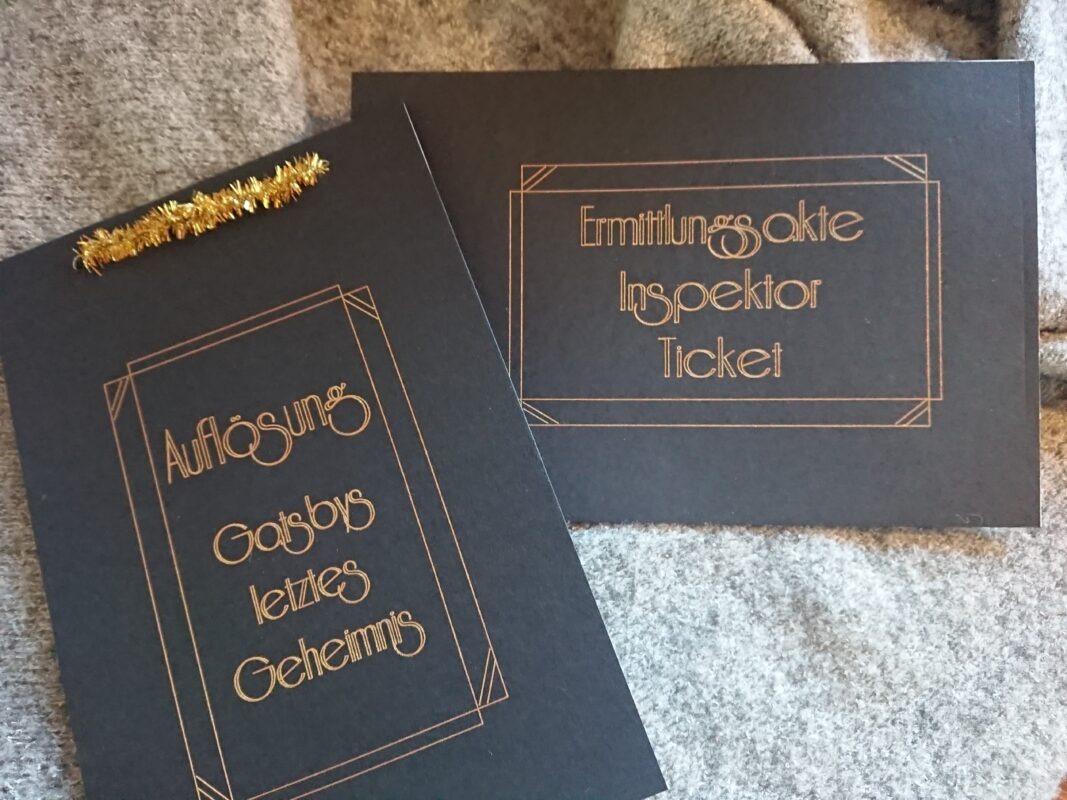 Auflösung
Gatsbys
letztes
Geheimnis
Ermittlungsakte
Inspektor
Ticket